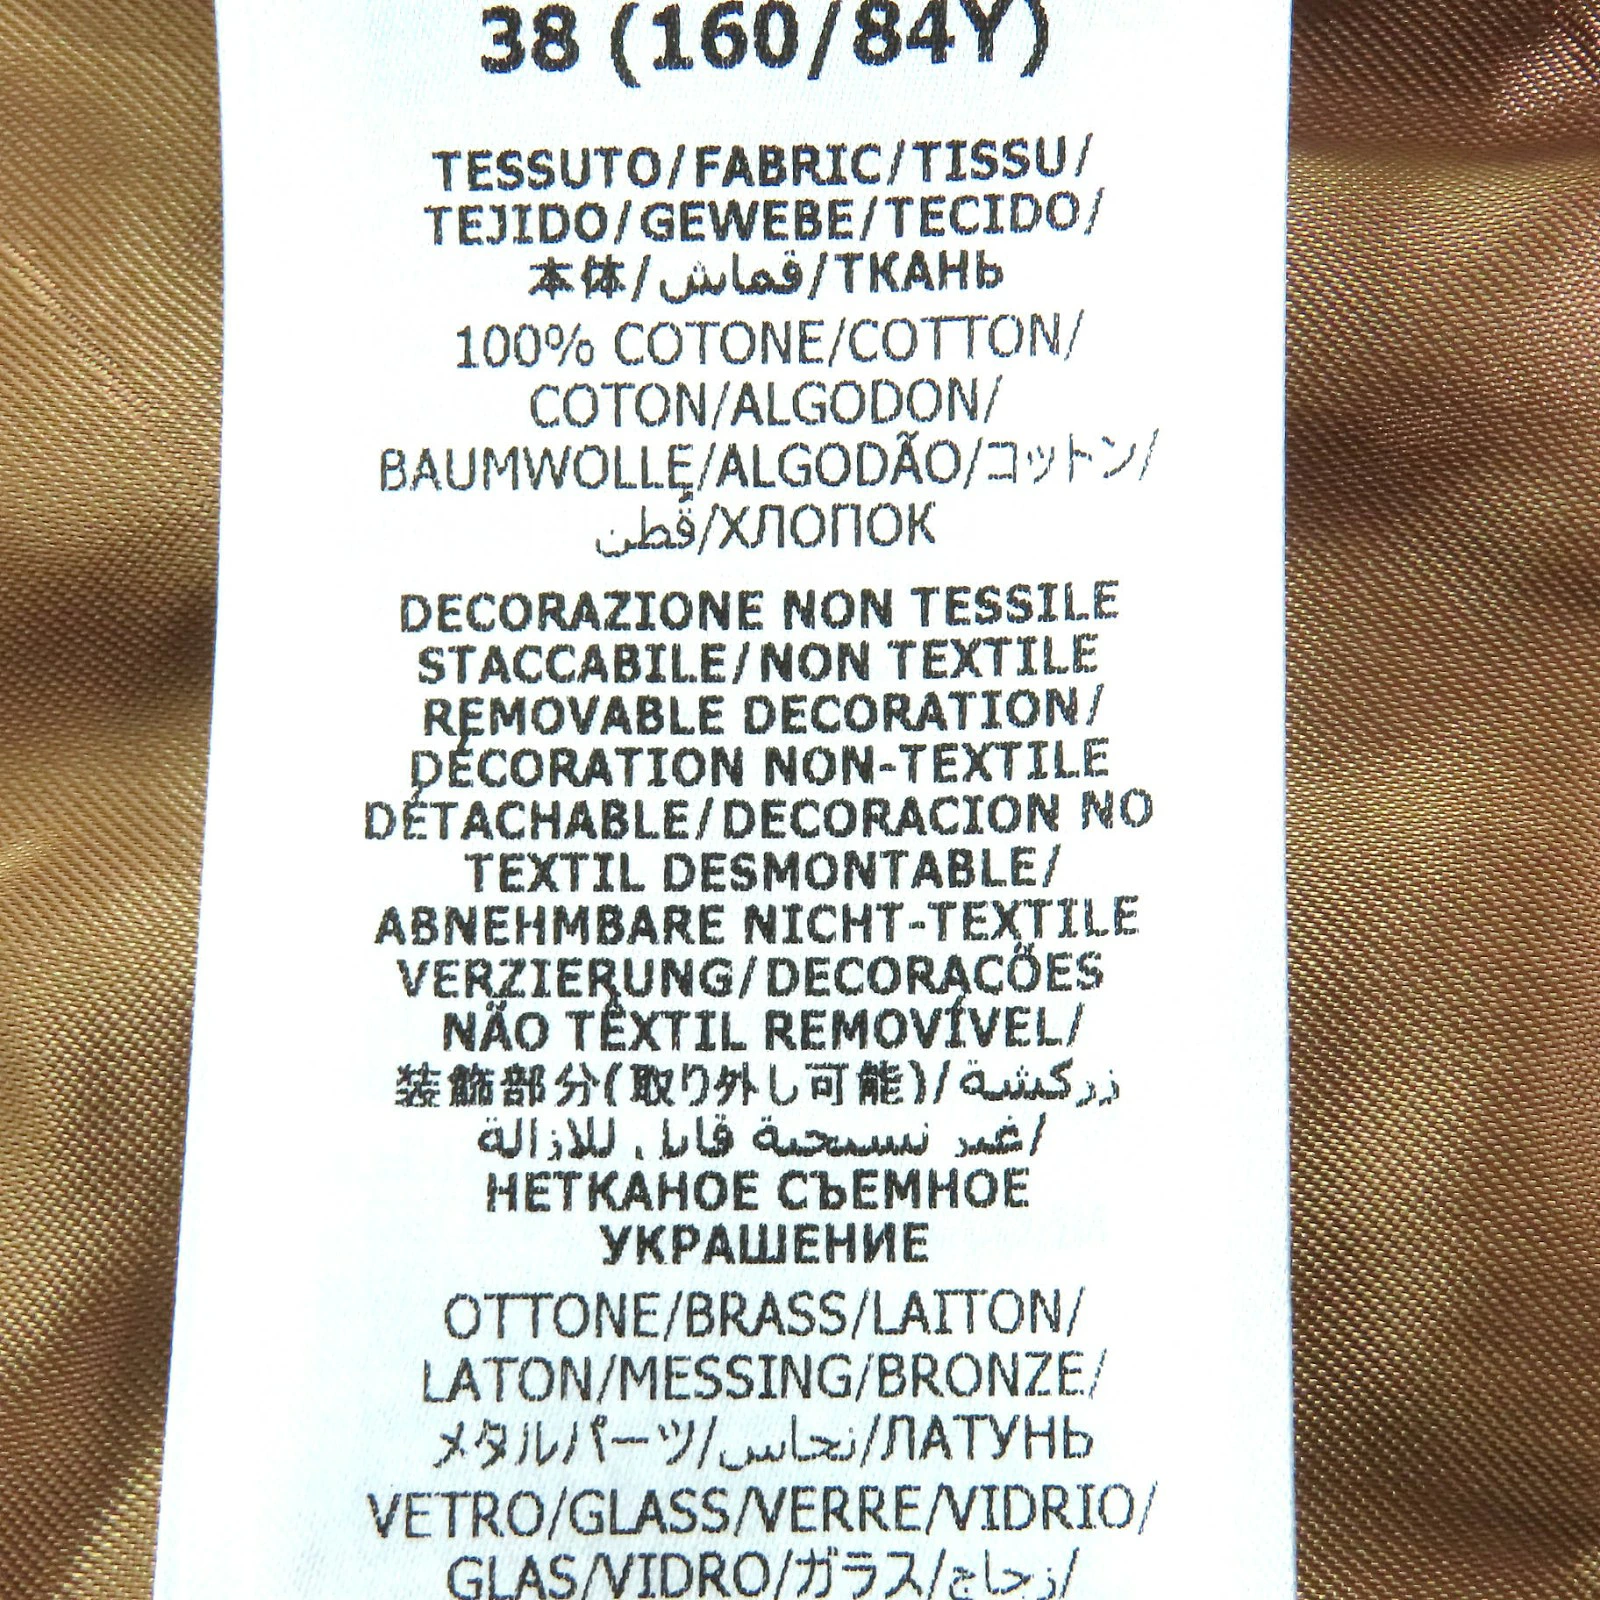 38 (160/84Y)
TESSUTO/FABRIC/TISSU/
TEJIDO/GEWEBE/TECIDO/
本体/قماش/ТКАНЬ
100% COTONE/COTTON/
COTON/ALGODON/
BAUMWOLLE/ALGODÃO/コットン/
قُطن/ХЛОПОК
DECORAZIONE NON TESSILE
STACCABILE/NON TEXTILE
REMOVABLE DECORATION/
DÉCORATION NON-TEXTILE
DÉTACHABLE/DECORACION NO
TEXTIL DESMONTABLE/
ABNEHMBARE NICHT-TEXTILE
VERZIERUNG/DECORAÇÕES
NÃO TÊXTIL REMOVÍVEL/
装飾部分(取り外し可能)/زركشة
غير نسيجية قابل للازالة/
НЕТКАНОЕ СЪЕМНОЕ
УКРАШЕНИЕ
OTTONE/BRASS/LAITON/
LATON/MESSING/BRONZE/
メタルパーツ/نحاس/ЛАТУНЬ
VETRO/GLASS/VERRE/VIDRIO/
GLAS/VIDRO/ガラス/زجاج/